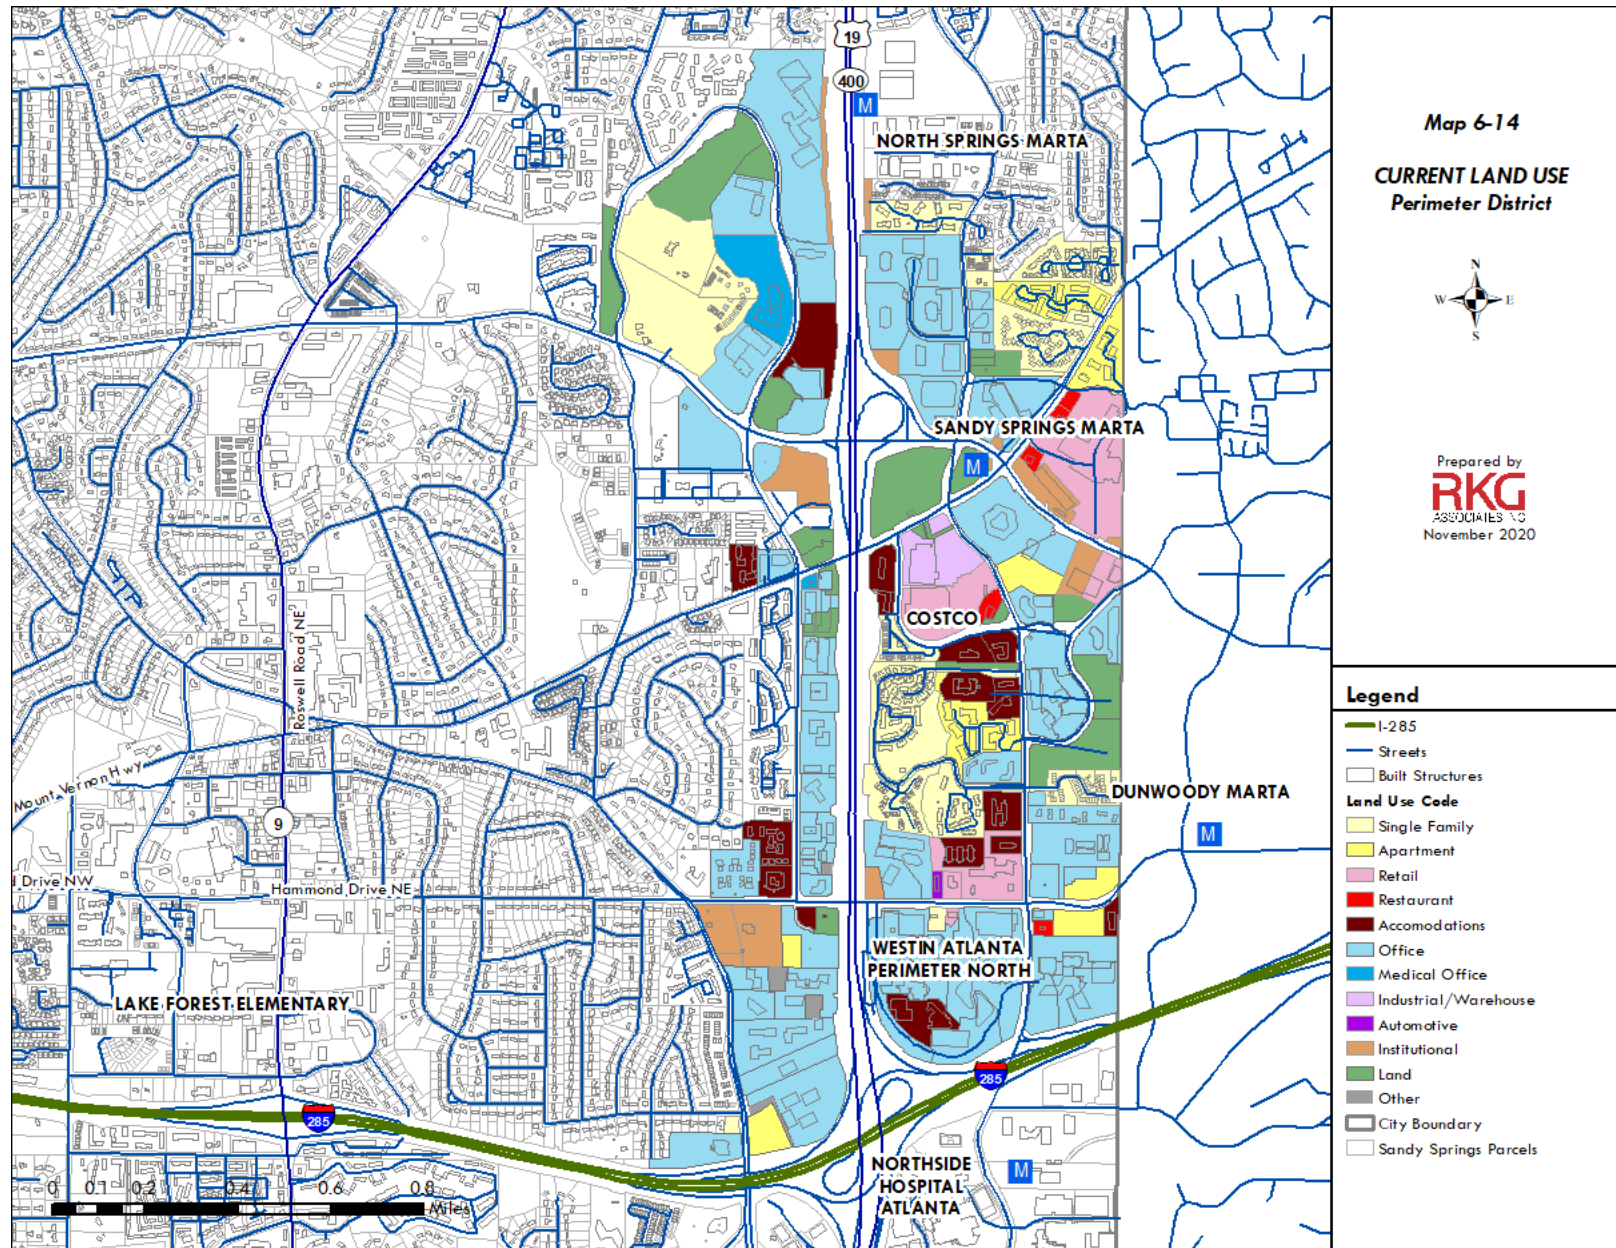 19
400
M
NORTH SPRINGS MARTA
SANDY SPRINGS MARTA
M
COSTCO
Roswell Road NE
Mount Vernon Hwy
9
DUNWOODY MARTA
M
d Drive NW
Hammond Drive NE
WESTIN ATLANTA
PERIMETER NORTH
LAKE FOREST ELEMENTARY
285
285
NORTHSIDE
HOSPITAL
ATLANTA
M
0 0.1 0.2 0.4 0.6 0.8
Miles
Map 6-14
CURRENT LAND USE
Perimeter District
N
W E
S
Prepared by
RKG
ASSOCIATES INC
November 2020
Legend
I-285
Streets
Built Structures
Land Use Code
Single Family
Apartment
Retail
Restaurant
Accomodations
Office
Medical Office
Industrial/Warehouse
Automotive
Institutional
Land
Other
City Boundary
Sandy Springs Parcels